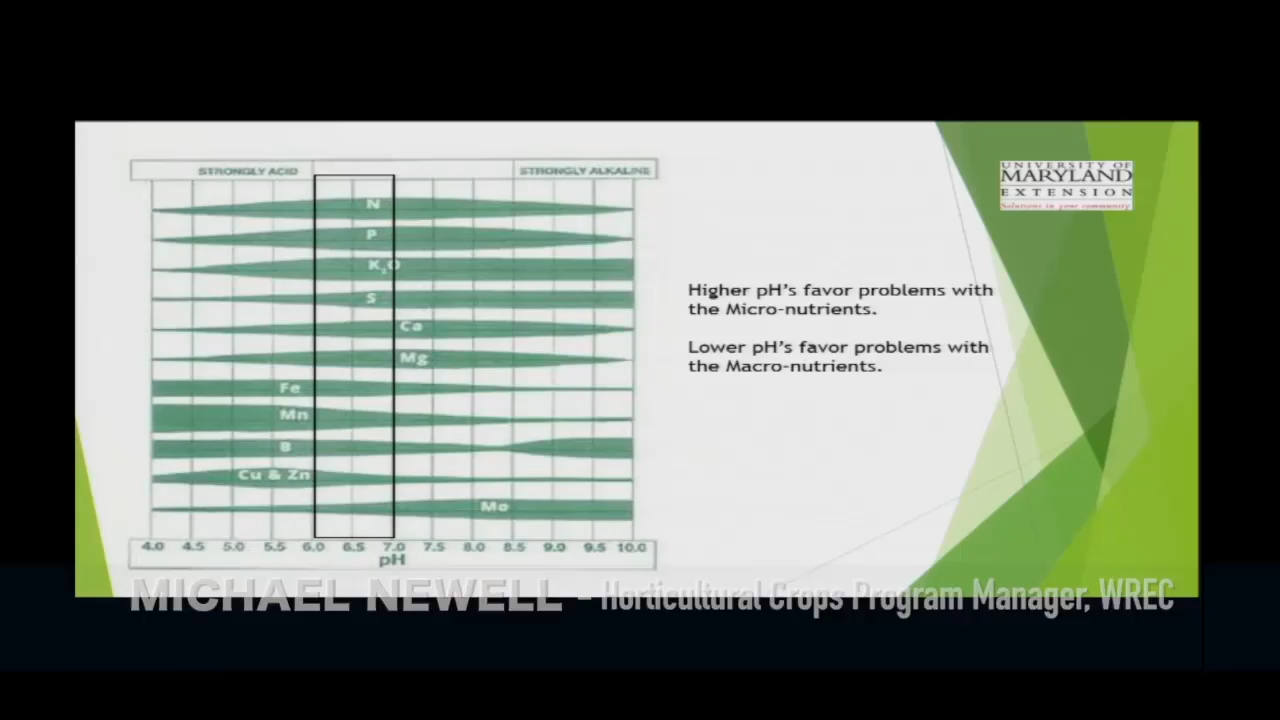 STRONGLY ACID
STRONGLY ALKALINE
N
P
K₂O
S
Ca
Mg
Fe
Mn
B
Cu & Zn
Mo
4.0 4.5 5.0 5.5 6.0 6.5 7.0 7.5 8.0 8.5 9.0 9.5 10.0
pH
UNIVERSITY OF
MARYLAND
EXTENSION
Solutions in your community
Higher pH's favor problems with
the Micro-nutrients.
Lower pH's favor problems with
the Macro-nutrients.
MICHAEL NEWELL - Horticultural Crops Program Manager, WREC